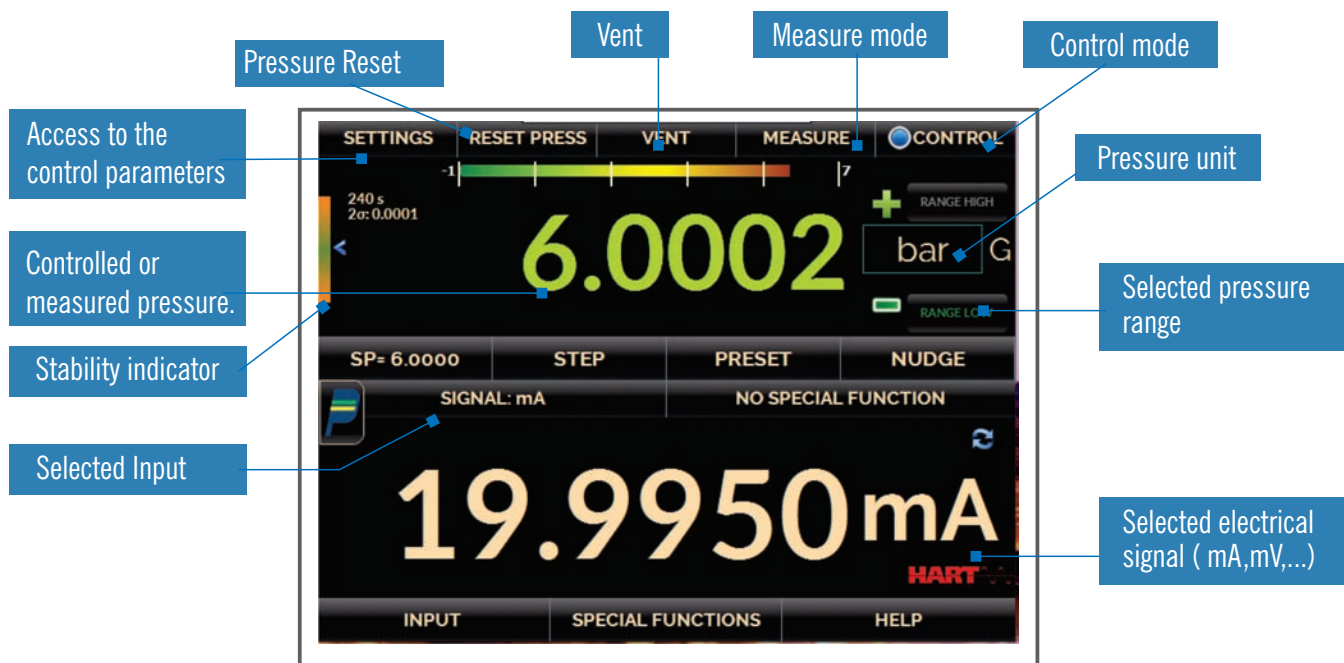 Vent
Measure mode
Control mode
Pressure Reset
Access to the
control parameters
Pressure unit
Controlled or
measured pressure.
Selected pressure
range
Stability indicator
Selected Input
Selected electrical
signal ( mA,mV,...)
SETTINGS RESET PRESS VENT MEASURE CONTROL
-1 7
240 s
2σ: 0.0001
RANGE HIGH
6.0002 bar G
RANGE LOW
SP= 6.0000 STEP PRESET NUDGE
SIGNAL: mA NO SPECIAL FUNCTION
19.9950 mA
HART
INPUT SPECIAL FUNCTIONS HELP